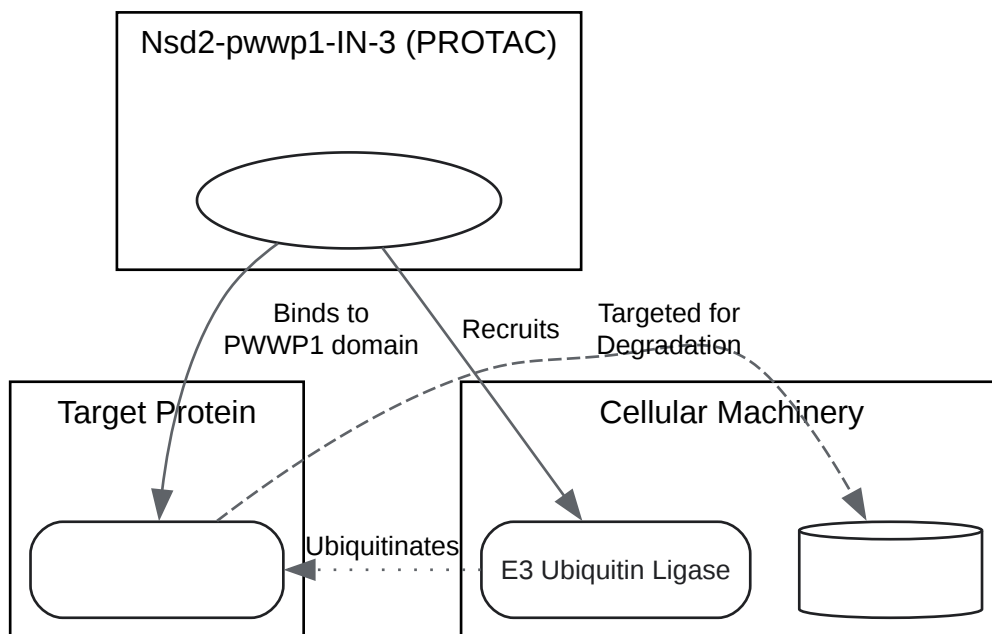 Nsd2-pwwp1-IN-3 (PROTAC)
Binds to
PWWP1 domain
Recruits
Targeted for
Degradation
Target Protein
Cellular Machinery
Ubiquitinates
E3 Ubiquitin Ligase